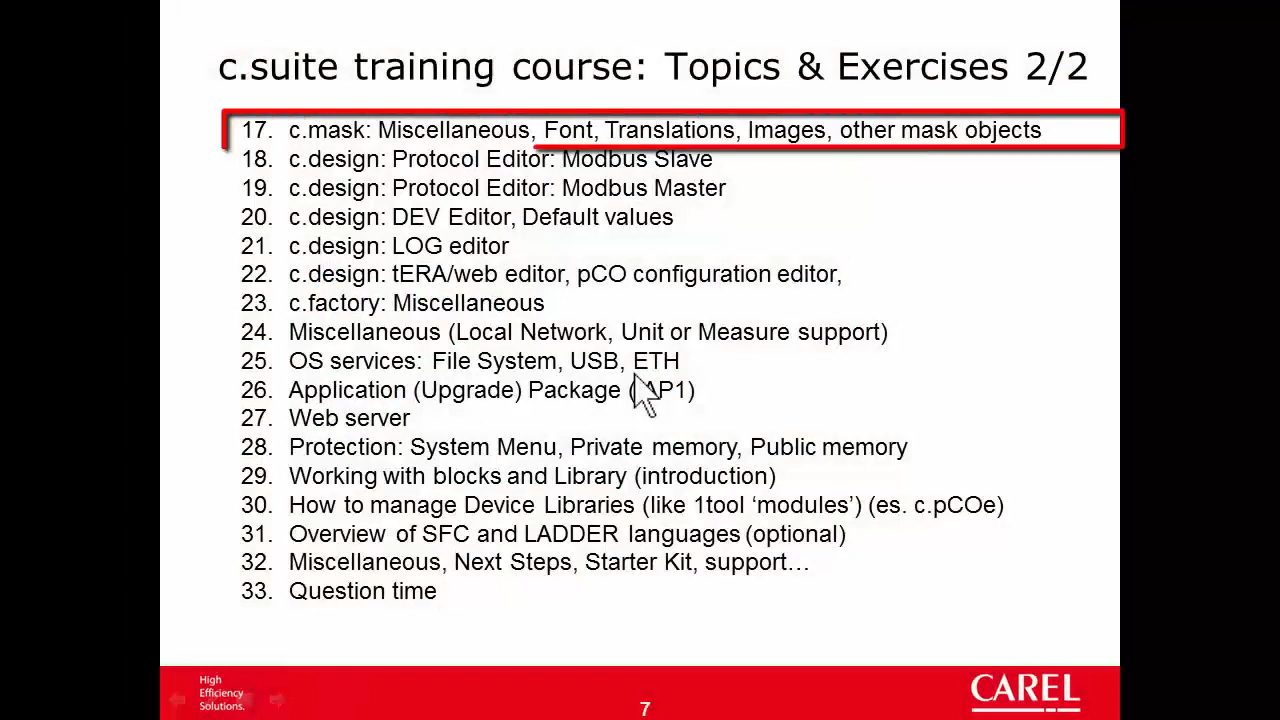 c.suite training course: Topics & Exercises 2/2
17. c.mask: Miscellaneous, Font, Translations, Images, other mask objects
18. c.design: Protocol Editor: Modbus Slave
19. c.design: Protocol Editor: Modbus Master
20. c.design: DEV Editor, Default values
21. c.design: LOG editor
22. c.design: tERA/web editor, pCO configuration editor,
23. c.factory: Miscellaneous
24. Miscellaneous (Local Network, Unit or Measure support)
25. OS services: File System, USB, ETH
26. Application (Upgrade) Package ( AP1)
27. Web server
28. Protection: System Menu, Private memory, Public memory
29. Working with blocks and Library (introduction)
30. How to manage Device Libraries (like 1tool ‘modules’) (es. c.pCOe)
31. Overview of SFC and LADDER languages (optional)
32. Miscellaneous, Next Steps, Starter Kit, support…
33. Question time
High
Efficiency
Solutions.
7
CAREL